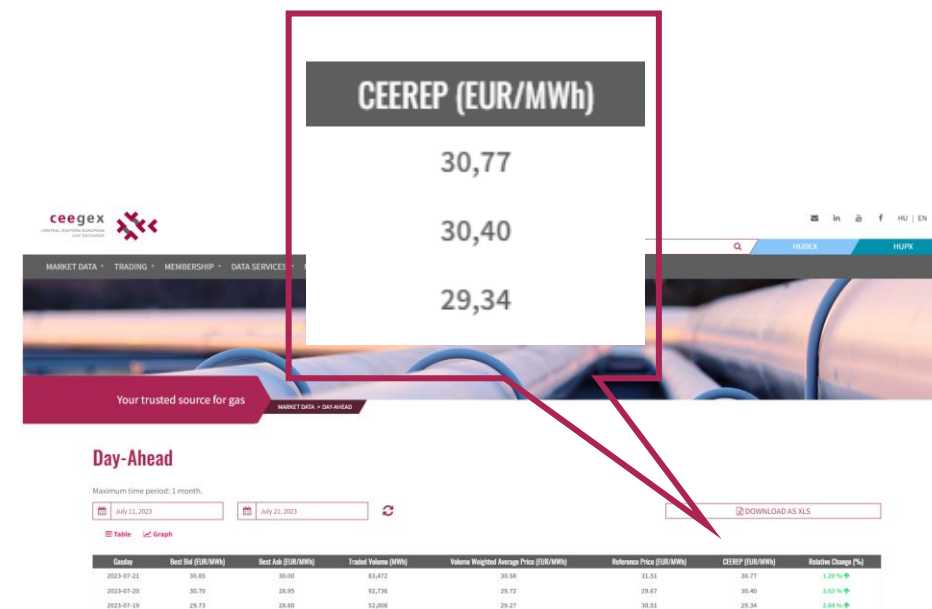 CEEREP (EUR/MWh)
30,77
30,40
29,34
ceegex
CENTRAL EASTERN EUROPEAN
GAS EXCHANGE
HU | EN
HUDEX HUPX
MARKET DATA TRADING MEMBERSHIP DATA SERVICES
Your trusted source for gas
MARKET DATA > DAY-AHEAD
Day-Ahead
Maximum time period: 1 month.
July 11, 2023 July 21, 2023 DOWNLOAD AS XLS
Table Graph
Gasday Best Bid (EUR/MWh) Best Ask (EUR/MWh) Traded Volume (MWh) Volume Weighted Average Price (EUR/MWh) Reference Price (EUR/MWh) CEEREP (EUR/MWh) Relative Change (%)
2023-07-21 30.85 30.00 83,472 30.58 31.51 30.77 1.20 %
2023-07-20 30.70 28.95 92,736 29.72 29.67 30.40 3.63 %
2023-07-19 29.73 28.60 52,008 29.27 30.51 29.34 2.84 %